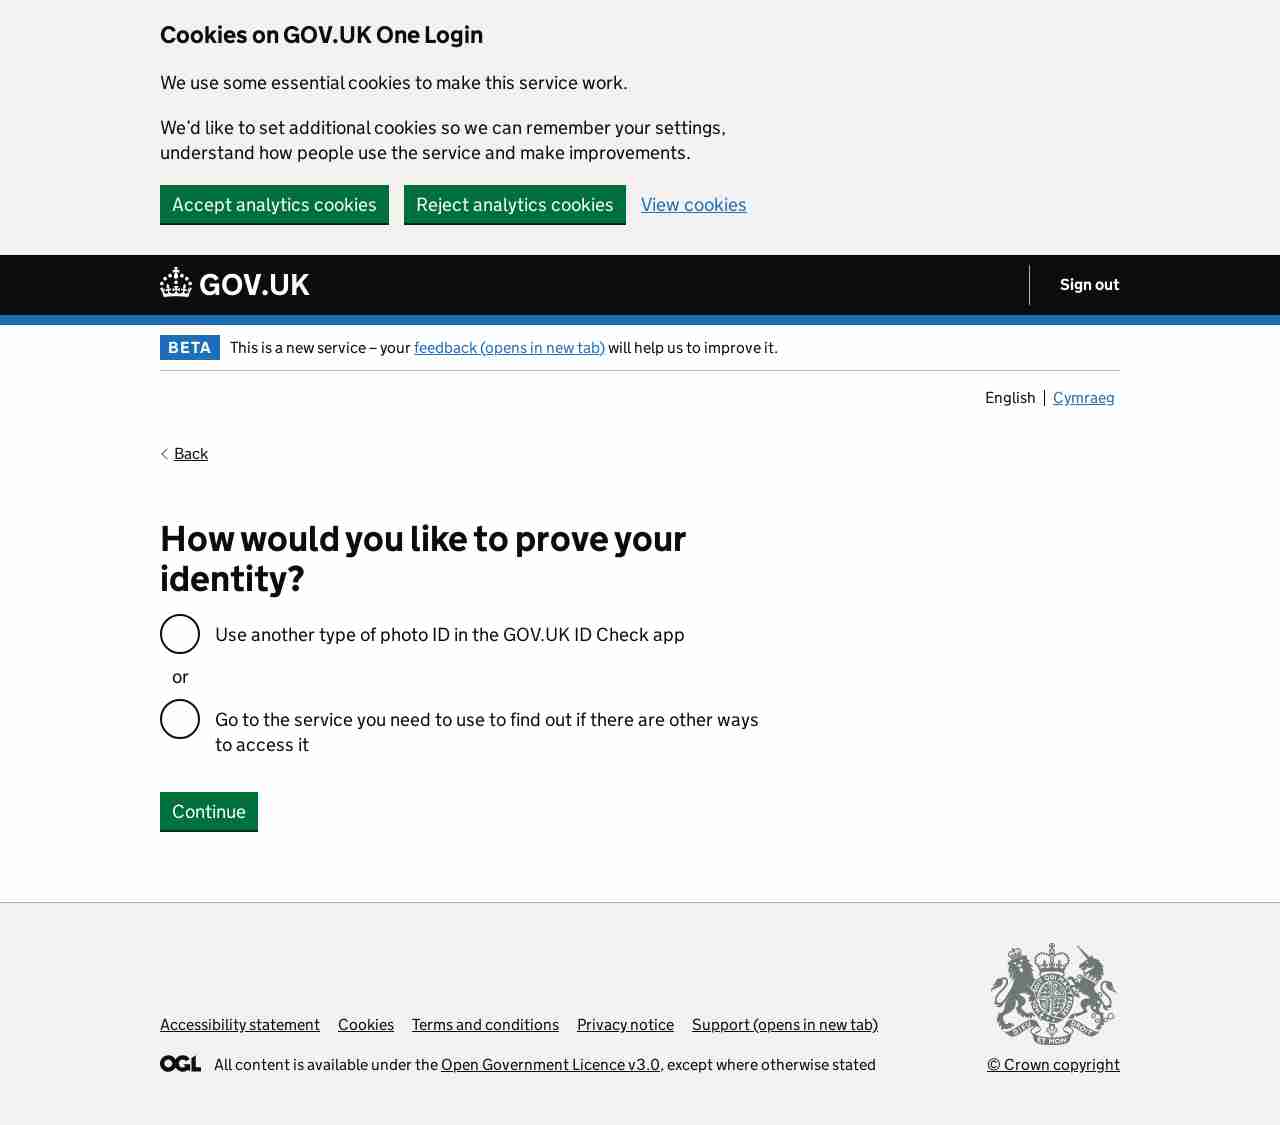 Cookies on GOV.UK One Login
We use some essential cookies to make this service work.
We’d like to set additional cookies so we can remember your settings,
understand how people use the service and make improvements.
Accept analytics cookies Reject analytics cookies View cookies
GOV.UK Sign out
BETA This is a new service – your feedback (opens in new tab) will help us to improve it.
English Cymraeg
Back
How would you like to prove your
identity?
Use another type of photo ID in the GOV.UK ID Check app
or
Go to the service you need to use to find out if there are other ways
to access it
Continue
Accessibility statement Cookies Terms and conditions Privacy notice Support (opens in new tab)
OGL All content is available under the Open Government Licence v3.0, except where otherwise stated
© Crown copyright